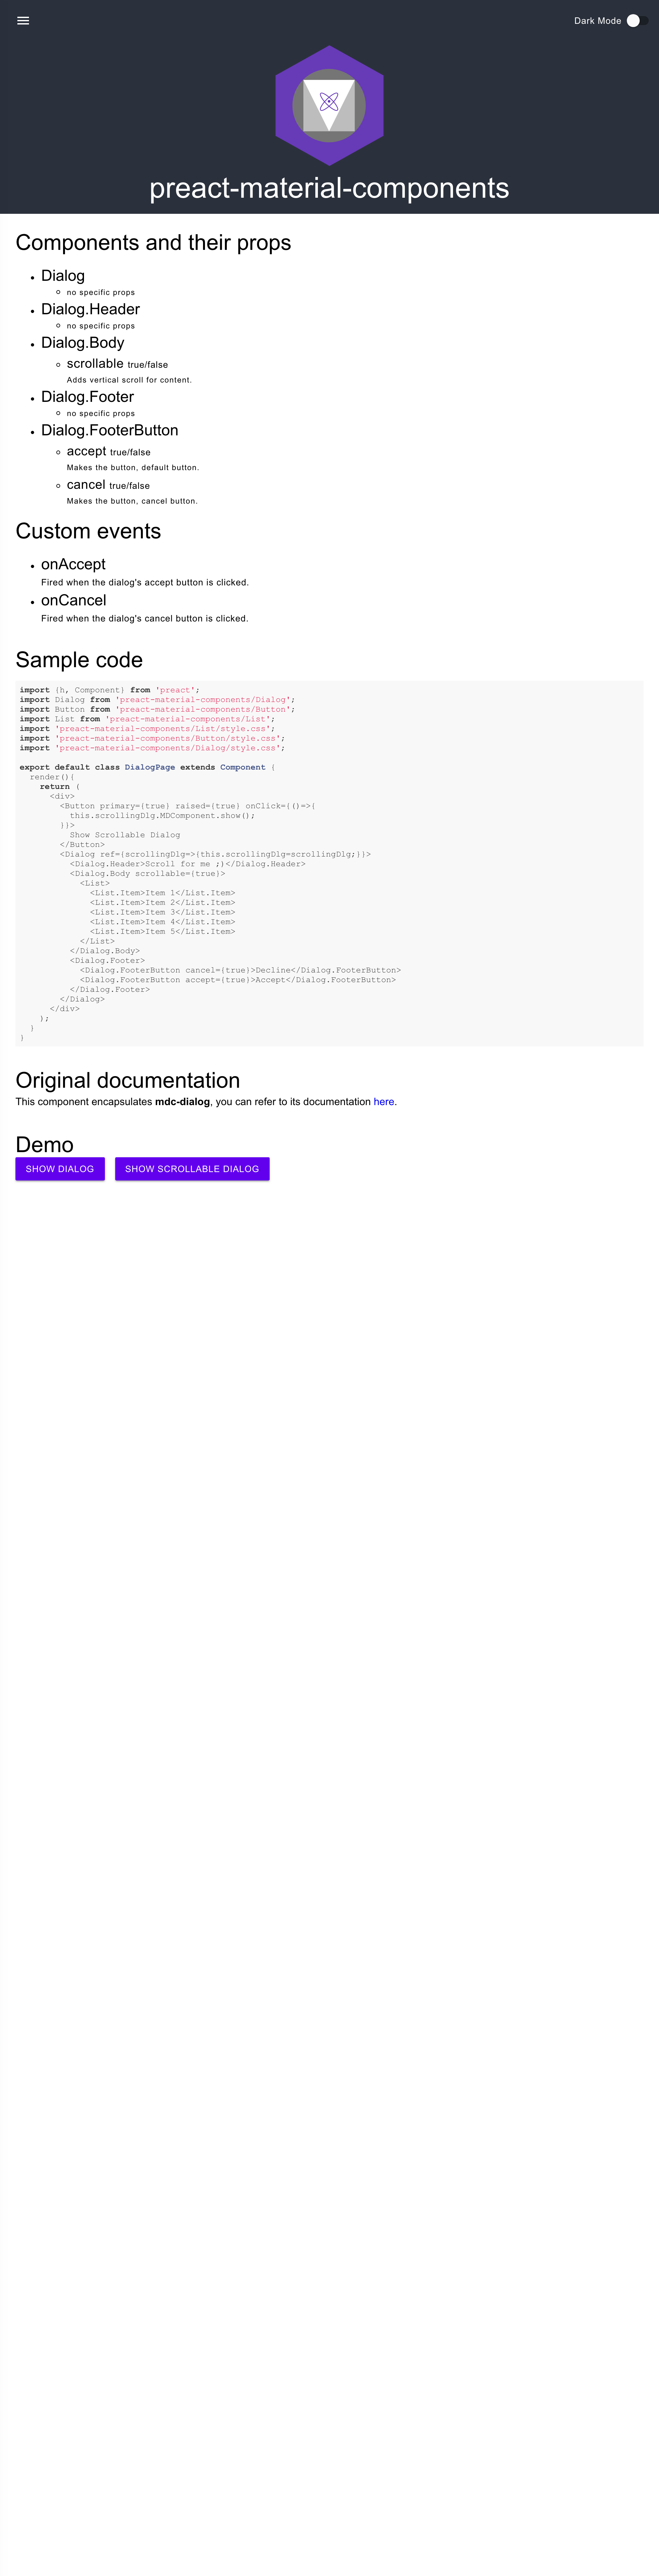 Dark Mode
preact-material-components
Components and their props
Dialog
no specific props
Dialog.Header
no specific props
Dialog.Body
scrollable true/false
Adds vertical scroll for content.
Dialog.Footer
no specific props
Dialog.FooterButton
accept true/false
Makes the button, default button.
cancel true/false
Makes the button, cancel button.
Custom events
onAccept
Fired when the dialog's accept button is clicked.
onCancel
Fired when the dialog's cancel button is clicked.
Sample code
import {h, Component} from 'preact';
import Dialog from 'preact-material-components/Dialog';
import Button from 'preact-material-components/Button';
import List from 'preact-material-components/List';
import 'preact-material-components/List/style.css';
import 'preact-material-components/Button/style.css';
import 'preact-material-components/Dialog/style.css';
export default class DialogPage extends Component {
  render(){
    return (
      <div>
        <Button primary={true} raised={true} onClick={()=>{
          this.scrollingDlg.MDComponent.show();
        }}>
          Show Scrollable Dialog
        </Button>
        <Dialog ref={scrollingDlg=>{this.scrollingDlg=scrollingDlg;}}>
          <Dialog.Header>Scroll for me ;)</Dialog.Header>
          <Dialog.Body scrollable={true}>
            <List>
              <List.Item>Item 1</List.Item>
              <List.Item>Item 2</List.Item>
              <List.Item>Item 3</List.Item>
              <List.Item>Item 4</List.Item>
              <List.Item>Item 5</List.Item>
            </List>
          </Dialog.Body>
          <Dialog.Footer>
            <Dialog.FooterButton cancel={true}>Decline</Dialog.FooterButton>
            <Dialog.FooterButton accept={true}>Accept</Dialog.FooterButton>
          </Dialog.Footer>
        </Dialog>
      </div>
    );
  }
}
Original documentation
This component encapsulates mdc-dialog, you can refer to its documentation here.
Demo
SHOW DIALOG SHOW SCROLLABLE DIALOG